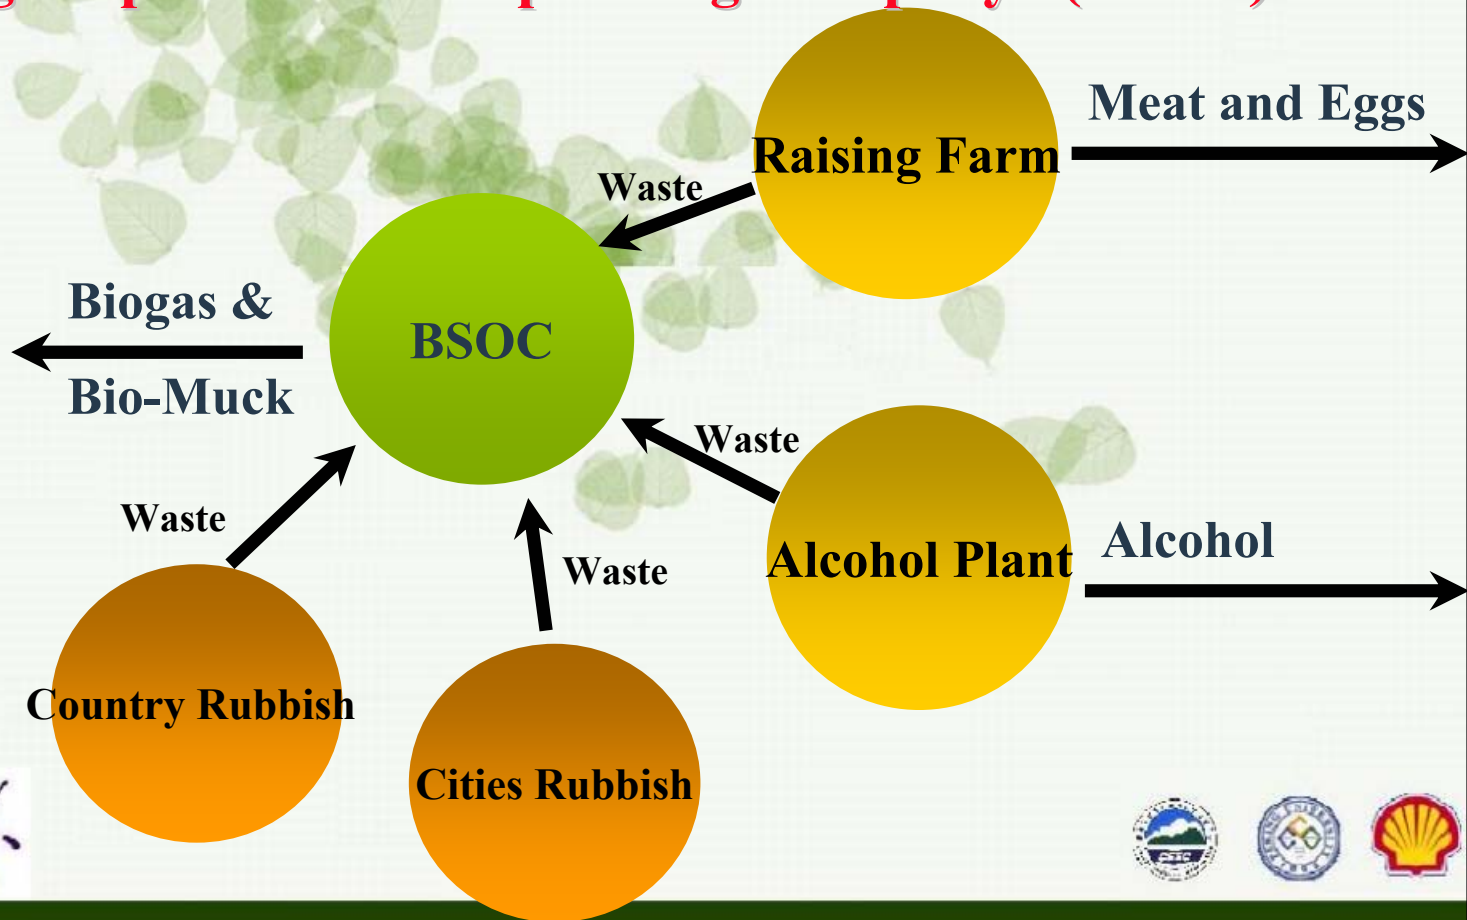 Meat and Eggs
Raising Farm
Waste
Biogas &
BSOC
Bio-Muck
Waste
Alcohol
Waste
Alcohol Plant
Waste
Country Rubbish
Cities Rubbish